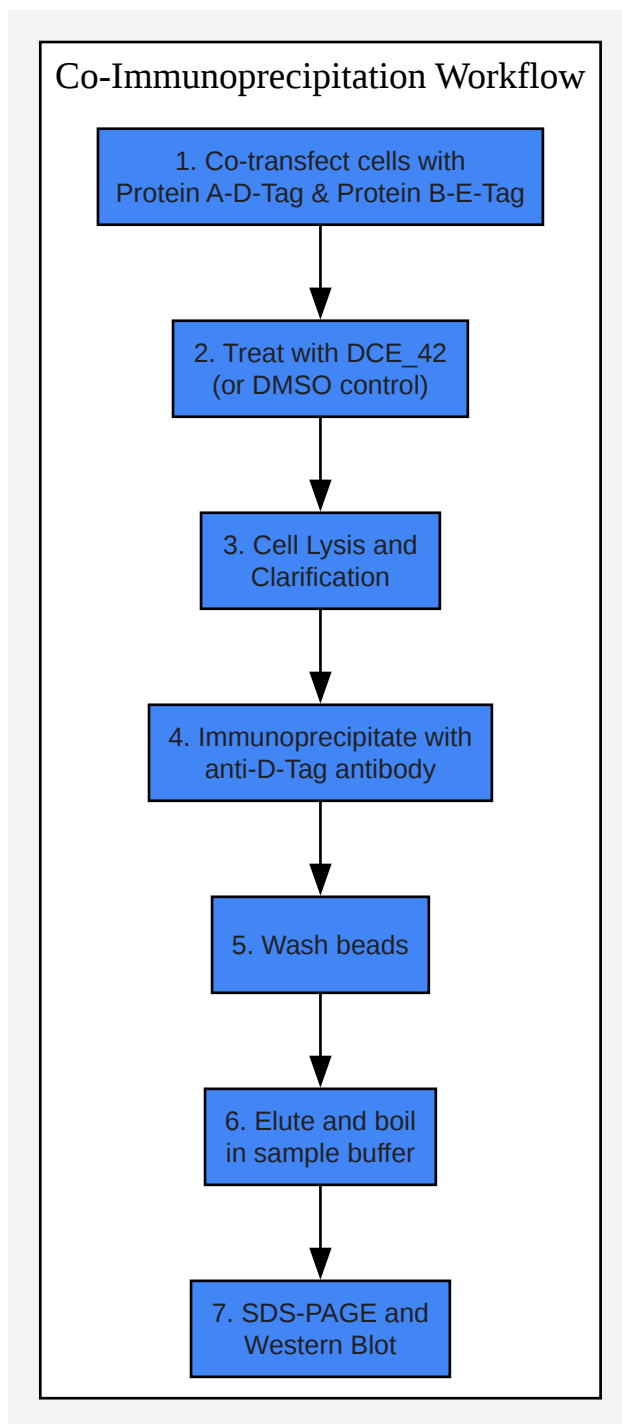 Co-Immunoprecipitation Workflow
1. Co-transfect cells with
Protein A-D-Tag & Protein B-E-Tag
2. Treat with DCE_42
(or DMSO control)
3. Cell Lysis and
Clarification
4. Immunoprecipitate with
anti-D-Tag antibody
5. Wash beads
6. Elute and boil
in sample buffer
7. SDS-PAGE and
Western Blot